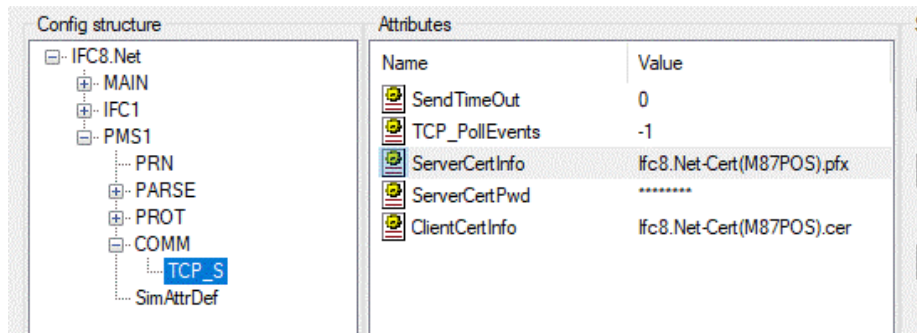 Config structure
IFC8.Net
MAIN
IFC1
PMS1
PRN
PARSE
PROT
COMM
TCP_S
SimAttrDef
Attributes
Name Value
SendTimeOut 0
TCP_PollEvents -1
ServerCertInfo Ifc8.Net-Cert(M87POS).pfx
ServerCertPwd ********
ClientCertInfo Ifc8.Net-Cert(M87POS).cer